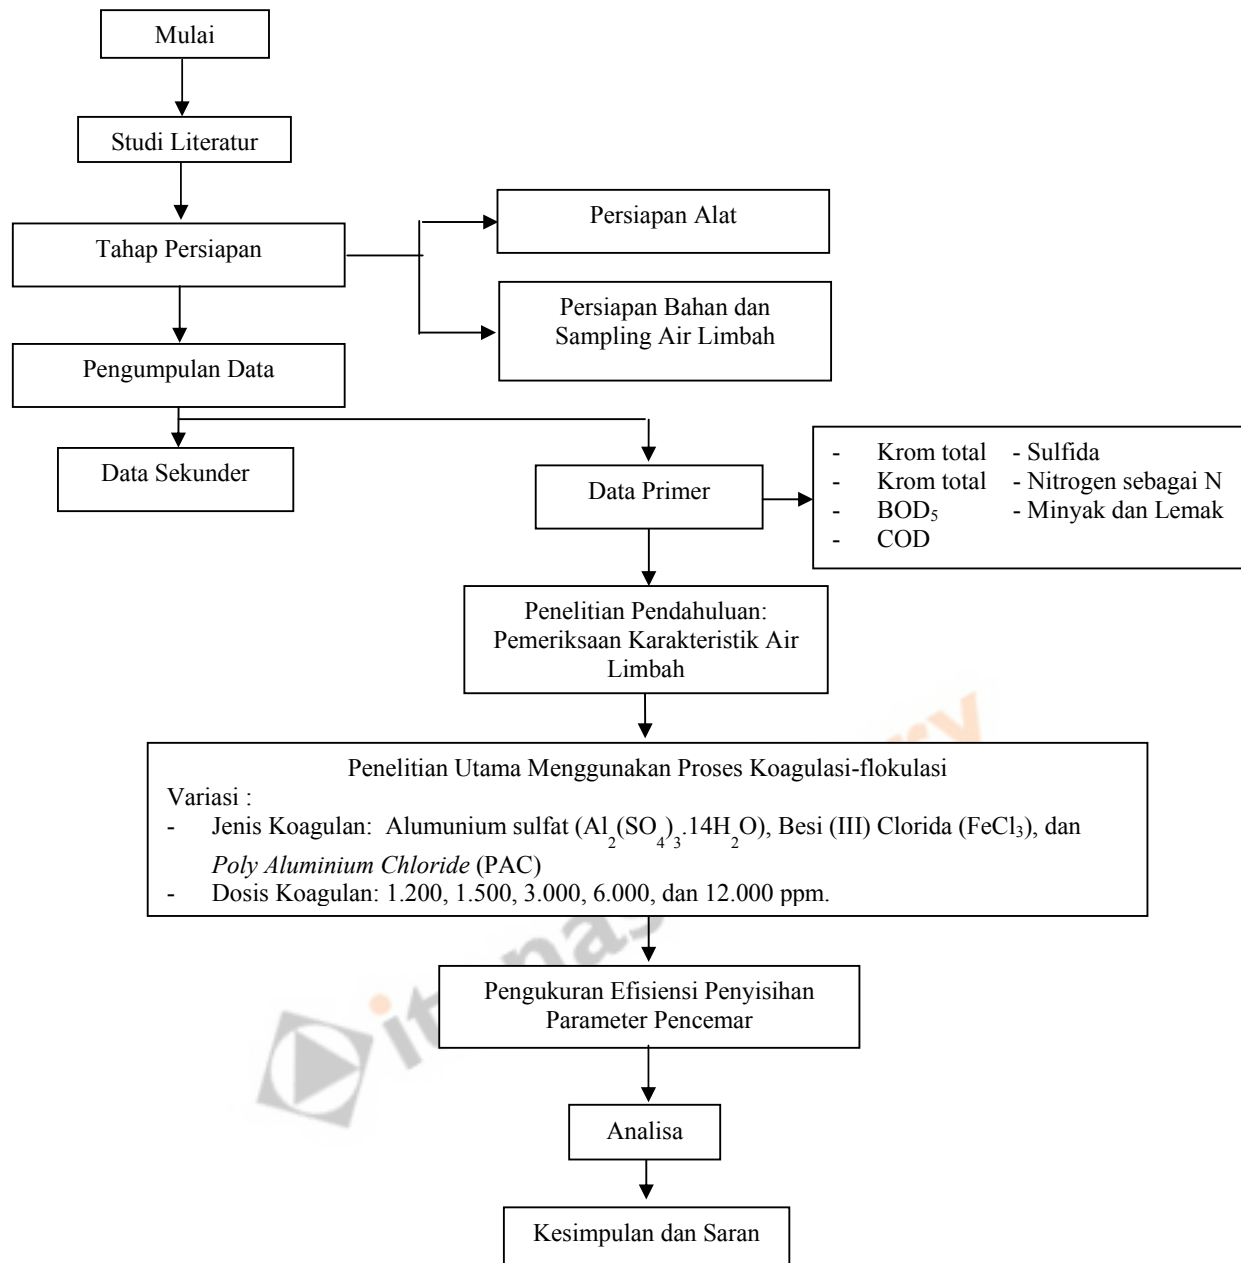 Mulai
Studi Literatur
Tahap Persiapan
Persiapan Alat
Persiapan Bahan dan
Sampling Air Limbah
Pengumpulan Data
Data Sekunder
Data Primer
- Krom total - Sulfida
- Krom total - Nitrogen sebagai N
- BOD₅ - Minyak dan Lemak
- COD
Penelitian Pendahuluan:
Pemeriksaan Karakteristik Air
Limbah
Penelitian Utama Menggunakan Proses Koagulasi-flokulasi
Variasi :
- Jenis Koagulan: Alumunium sulfat (Al₂(SO₄)₃.14H₂O), Besi (III) Clorida (FeCl₃), dan
Poly Aluminium Chloride (PAC)
- Dosis Koagulan: 1.200, 1.500, 3.000, 6.000, dan 12.000 ppm.
Pengukuran Efisiensi Penyisihan
Parameter Pencemar
Analisa
Kesimpulan dan Saran